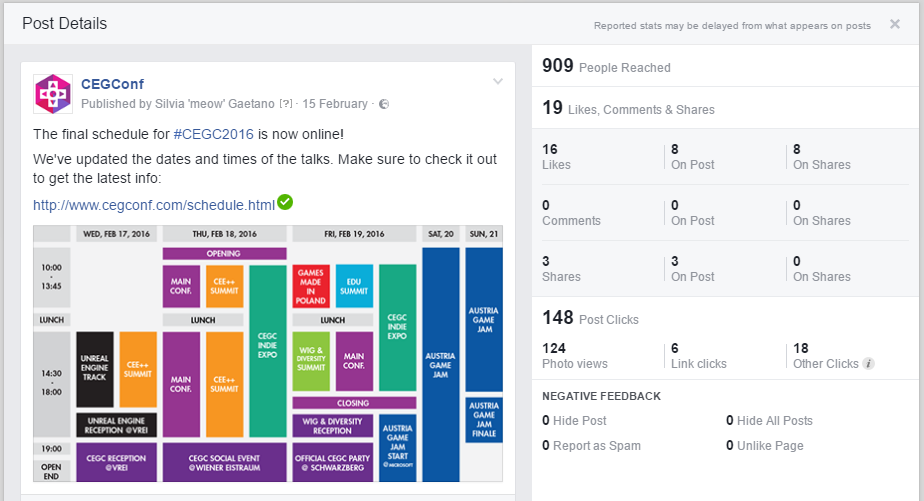 Post Details
Reported stats may be delayed from what appears on posts
CEGConf
Published by Silvia 'meow' Gaetano [?] · 15 February ·
The final schedule for #CEGC2016 is now online!
We've updated the dates and times of the talks. Make sure to check it out
to get the latest info:
http://www.cegconf.com/schedule.html
WED, FEB 17, 2016
THU, FEB 18, 2016
FRI, FEB 19, 2016
SAT, 20
SUN, 21
OPENING
10:00
-
13:45
MAIN
CONF.
CEE++
SUMMIT
CEGC
INDIE
EXPO
GAMES
MADE
IN
POLAND
EDU
SUMMIT
CEGC
INDIE
EXPO
AUSTRIA
GAME
JAM
AUSTRIA
GAME
JAM
LUNCH
LUNCH
LUNCH
14:30
-
18:00
UNREAL
ENGINE
TRACK
CEE++
SUMMIT
MAIN
CONF.
CEE++
SUMMIT
WIG &
DIVERSITY
SUMMIT
MAIN
CONF.
CLOSING
UNREAL ENGINE
RECEPTION @VREI
WIG & DIVERSITY
RECEPTION
AUSTRIA
GAME
JAM
START
@MICROSOFT
AUSTRIA
GAME
JAM
FINALE
19:00
-
OPEN
END
CEGC RECEPTION
@VREI
CEGC SOCIAL EVENT
@WIENER EISTRAUM
OFFICIAL CEGC PARTY
@ SCHWARZBERG
909 People Reached
19 Likes, Comments & Shares
16
Likes
8
On Post
8
On Shares
0
Comments
0
On Post
0
On Shares
3
Shares
3
On Post
0
On Shares
148 Post Clicks
124
Photo views
6
Link clicks
18
Other Clicks i
NEGATIVE FEEDBACK
0 Hide Post
0 Hide All Posts
0 Report as Spam
0 Unlike Page